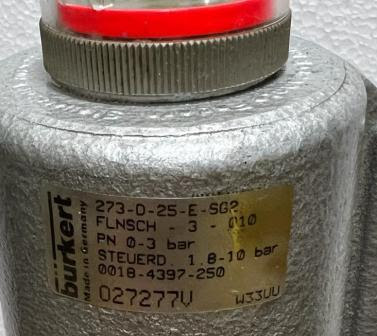 bürkert
Made in Germany
273-D-25-E-SG2
FLNSCH - 3 - 010
PN 0-3 bar
STEUERD. 1.8-10 bar
0018-4397-250
027277V W33UU